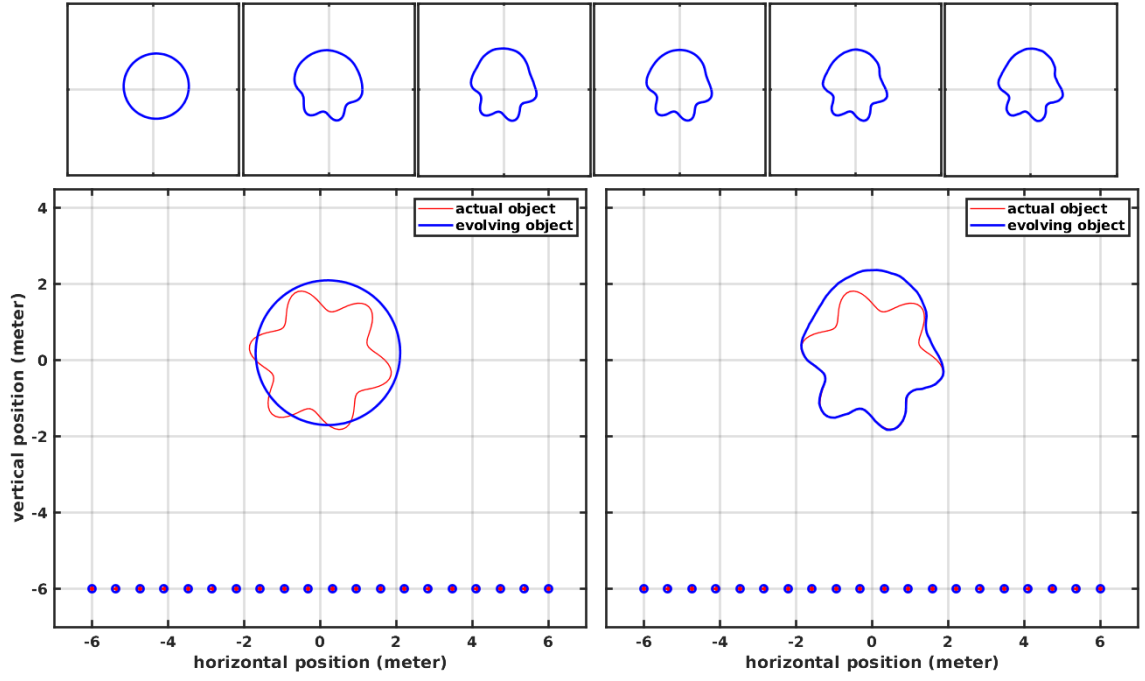 actual object
evolving object
actual object
evolving object
vertical position (meter)
4
2
0
-2
-4
-6
4
2
0
-2
-4
-6
-6 -4 -2 0 2 4 6
-6 -4 -2 0 2 4 6
horizontal position (meter)
horizontal position (meter)